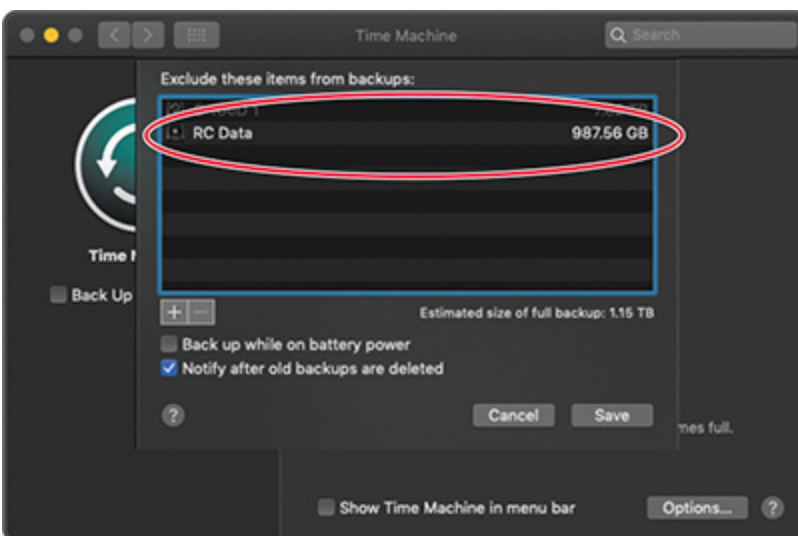 Time Machine
Search
Exclude these items from backups:
RC Data 987.56 GB
Time
Back Up
+ −
Estimated size of full backup: 1.15 TB
Back up while on battery power
Notify after old backups are deleted
?
Cancel Save
full.
Show Time Machine in menu bar Options... ?